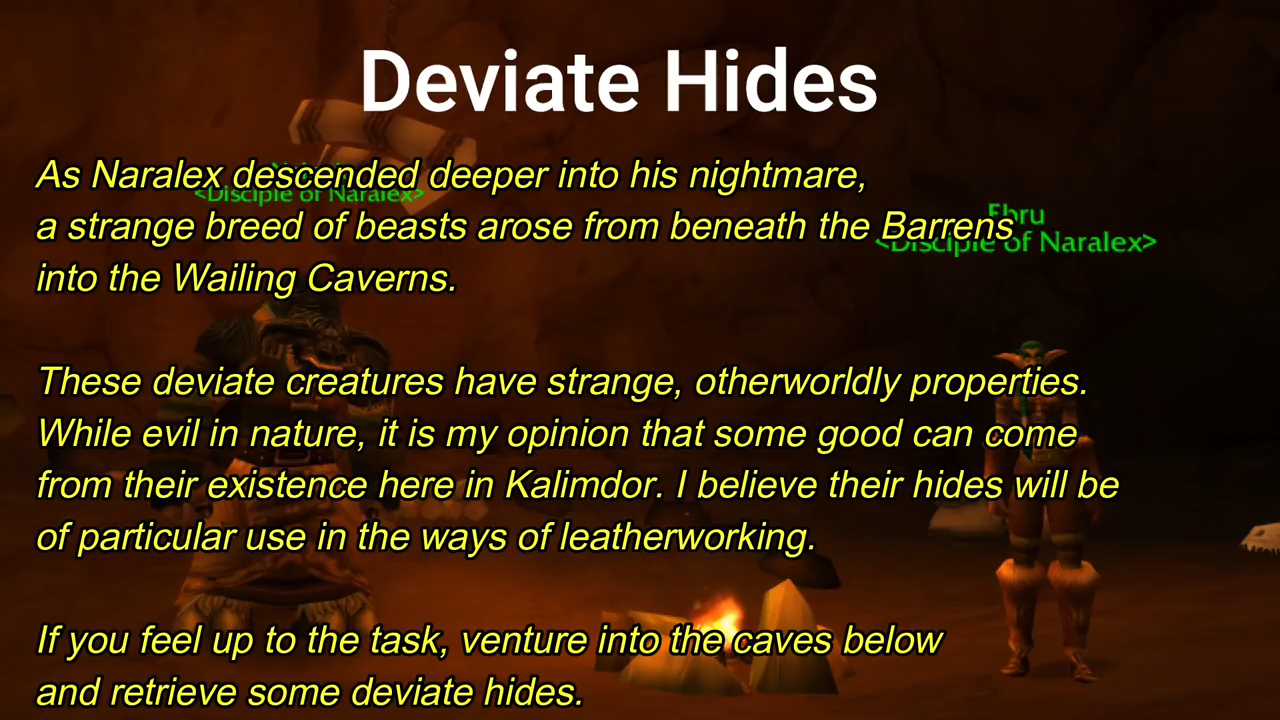 Deviate Hides
As Naralex descended deeper into his nightmare,
<Disciple of Naralex>
Ebru
a strange breed of beasts arose from beneath the Barrens
<Disciple of Naralex>
into the Wailing Caverns.
These deviate creatures have strange, otherworldly properties.
While evil in nature, it is my opinion that some good can come
from their existence here in Kalimdor. I believe their hides will be
of particular use in the ways of leatherworking.
If you feel up to the task, venture into the caves below
and retrieve some deviate hides.